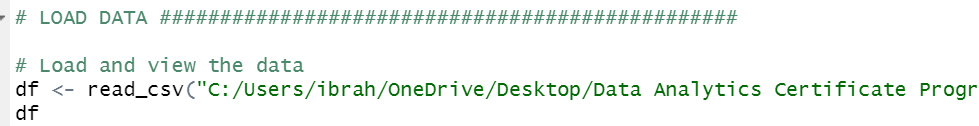 # LOAD DATA ################################################
# Load and view the data
df <- read_csv("C:/Users/ibrah/OneDrive/Desktop/Data Analytics Certificate Progr
df